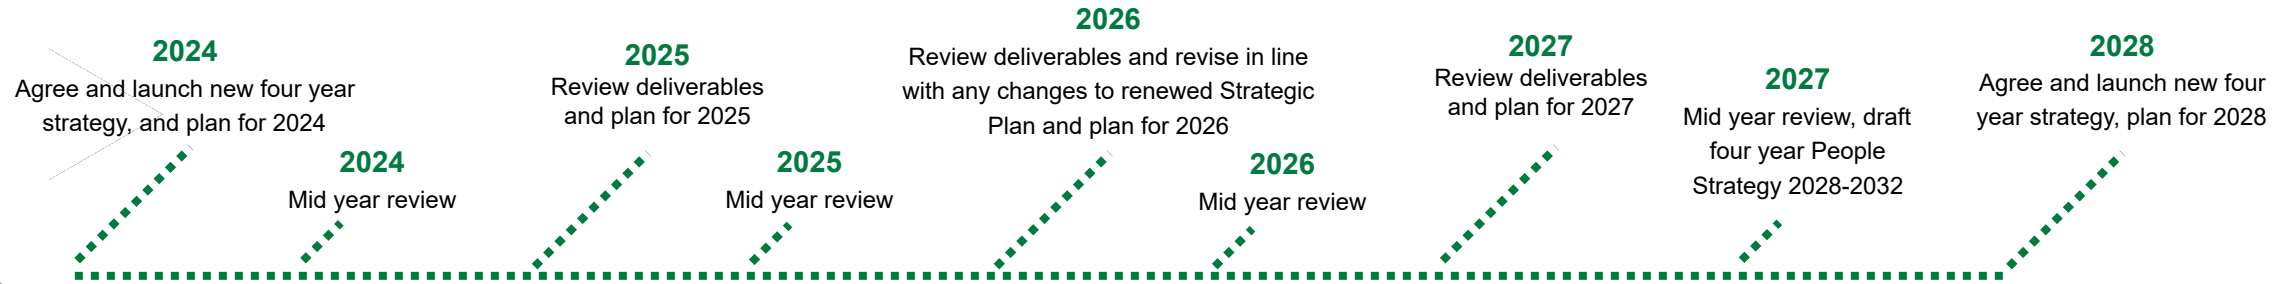 2024
Agree and launch new four year
strategy, and plan for 2024
2024
Mid year review
2025
Review deliverables
and plan for 2025
2025
Mid year review
2026
Review deliverables and revise in line
with any changes to renewed Strategic
Plan and plan for 2026
2026
Mid year review
2027
Review deliverables
and plan for 2027
2027
Mid year review, draft
four year People
Strategy 2028-2032
2028
Agree and launch new four
year strategy, plan for 2028